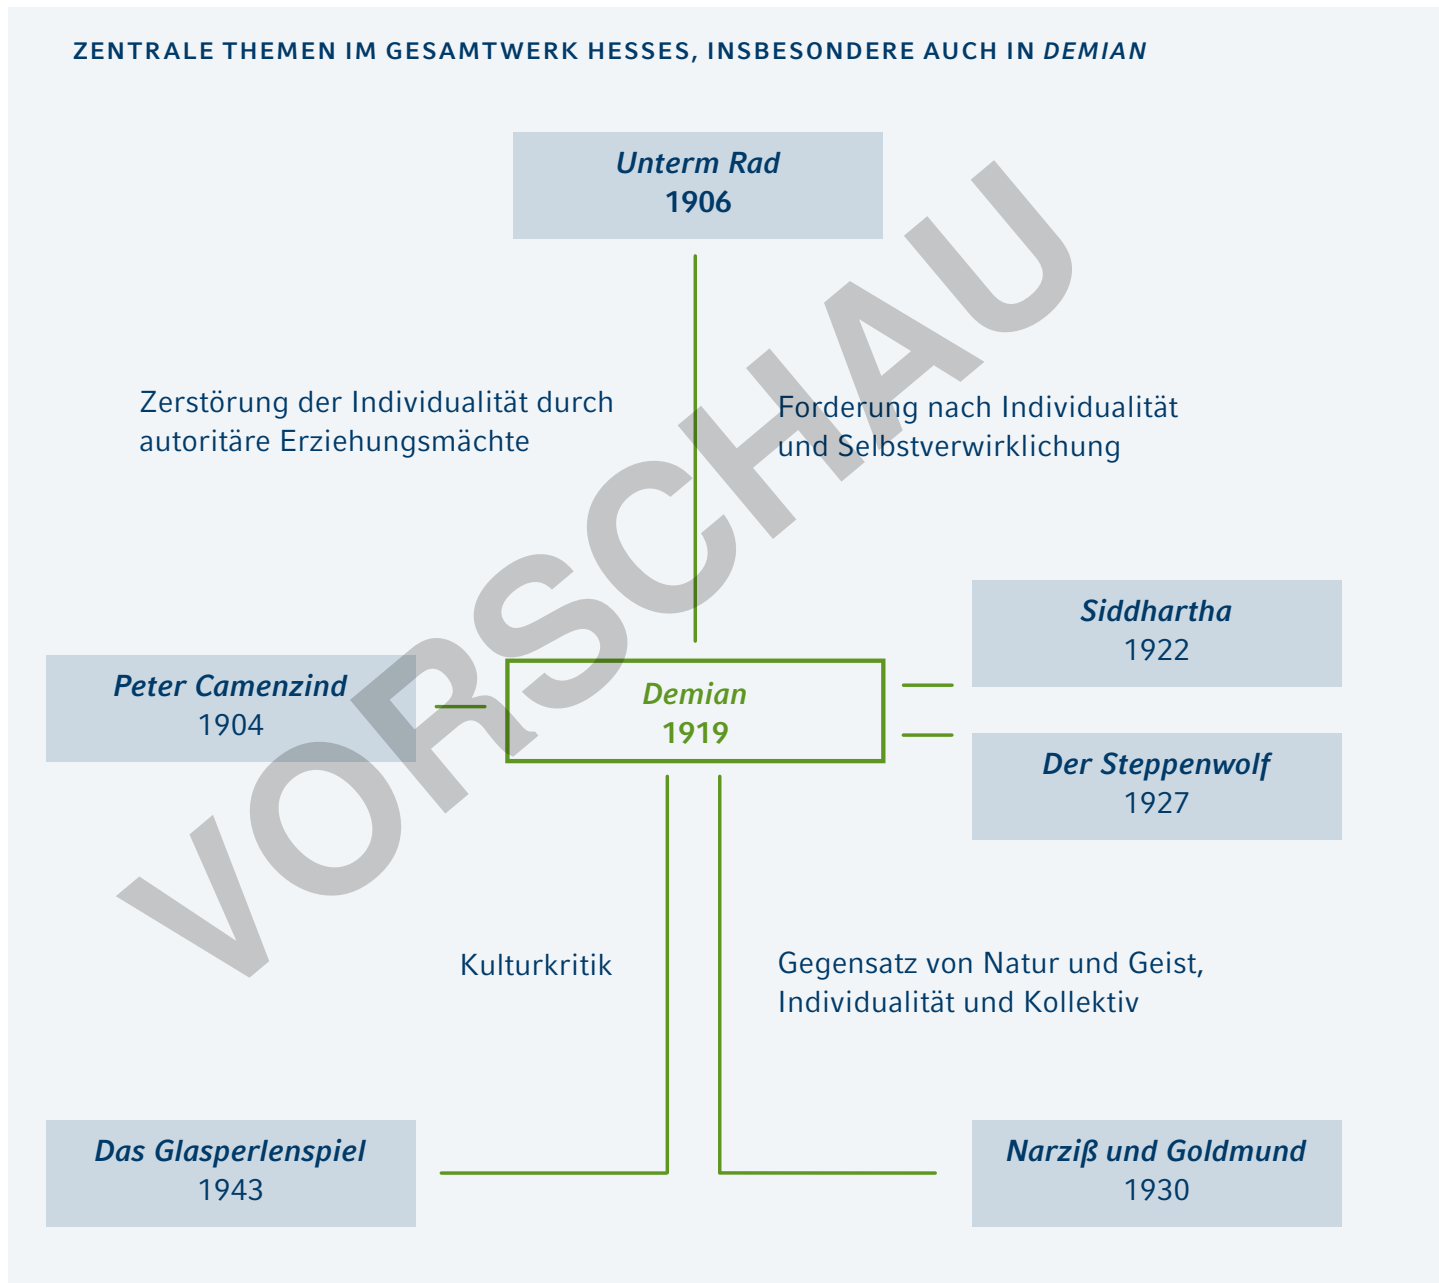 ZENTRALE THEMEN IM GESAMTWERK HESSES, INSBESONDERE AUCH IN DEMIAN
Unterm Rad
1906
Zerstörung der Individualität durch
autoritäre Erziehungsmächte
Forderung nach Individualität
und Selbstverwirklichung
Peter Camenzind
1904
Demian
1919
Siddhartha
1922
Der Steppenwolf
1927
Kulturkritik
Gegensatz von Natur und Geist,
Individualität und Kollektiv
Das Glasperlenspiel
1943
Narziß und Goldmund
1930
VORSCHAU